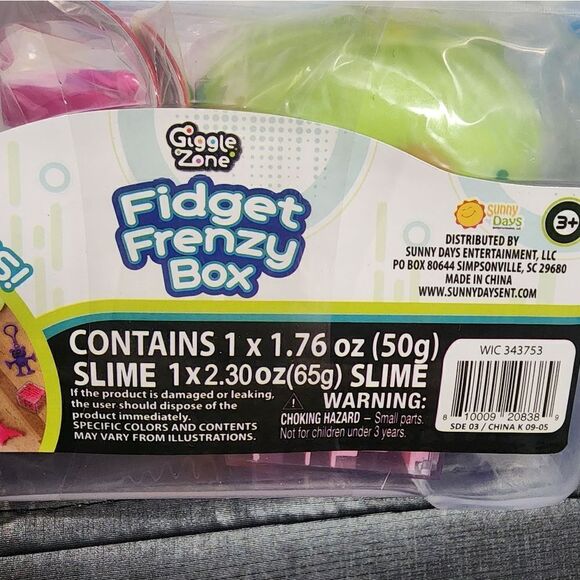 Giggle
Zone
Fidget
Frenzy
Box
S!
Sunny
Days
3+
DISTRIBUTED BY
SUNNY DAYS ENTERTAINMENT, LLC
PO BOX 80644 SIMPSONVILLE, SC 29680
MADE IN CHINA
WWW.SUNNYDAYSENT.COM
CONTAINS 1 x 1.76 oz (50g)
SLIME 1x2.30oz(65g) SLIME
If the product is damaged or leaking,
the user should dispose of the
product immediately.
SPECIFIC COLORS AND CONTENTS
MAY VARY FROM ILLUSTRATIONS.
WARNING:
CHOKING HAZARD – Small parts.
Not for children under 3 years.
WIC 343753
8 10009 20838 9
SDE 03 / CHINA K 09-05